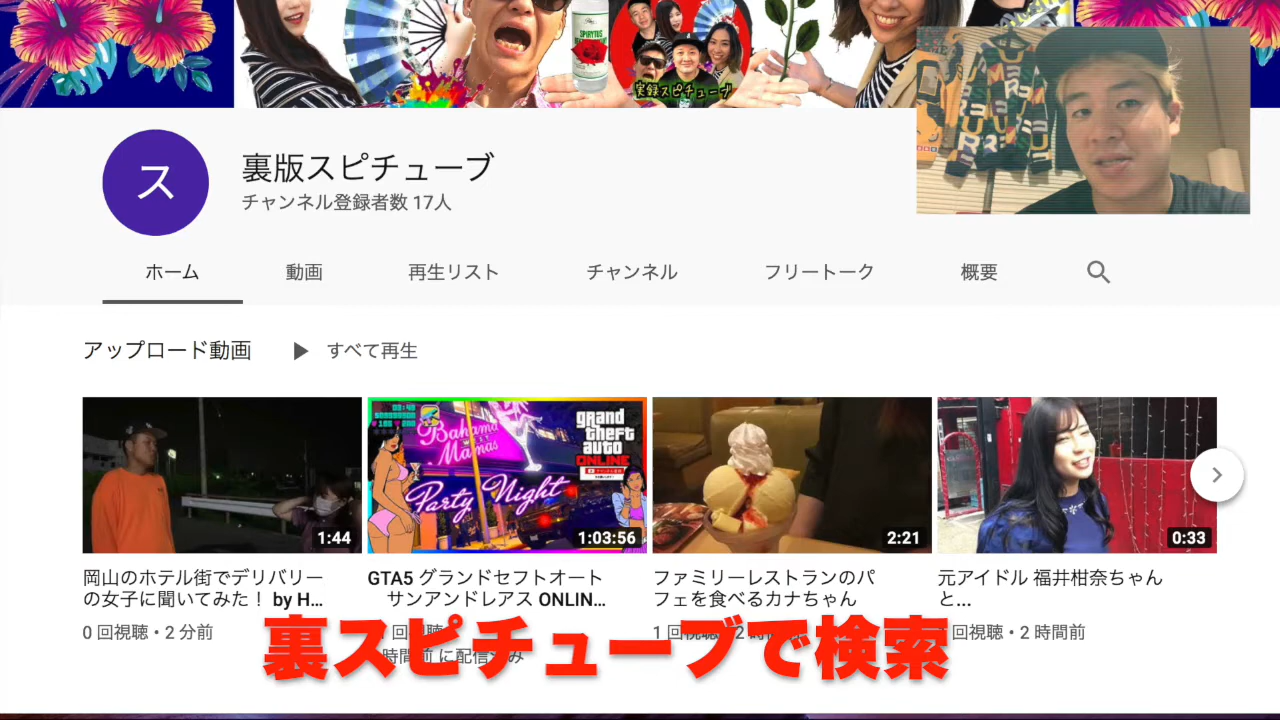 SPIRYTUS
実録スピチューブ
ス
裏版スピチューブ
チャンネル登録者数 17人
ホーム
動画
再生リスト
チャンネル
フリートーク
概要
アップロード動画
すべて再生
1:44
Bahama
Mamas
Party Night
grand
theft
auto
ONLINE
1:03:56
2:21
0:33
岡山のホテル街でデリバリー
の女子に聞いてみた！ by H...
0 回視聴・2 分前
GTA5 グランドセフトオート
サンアンドレアス ONLIN...
ファミリーレストランのパ
フェを食べるカナちゃん
元アイドル 福井柑奈ちゃん
と...
回視聴・2 時間前
裏スピチューブで検索